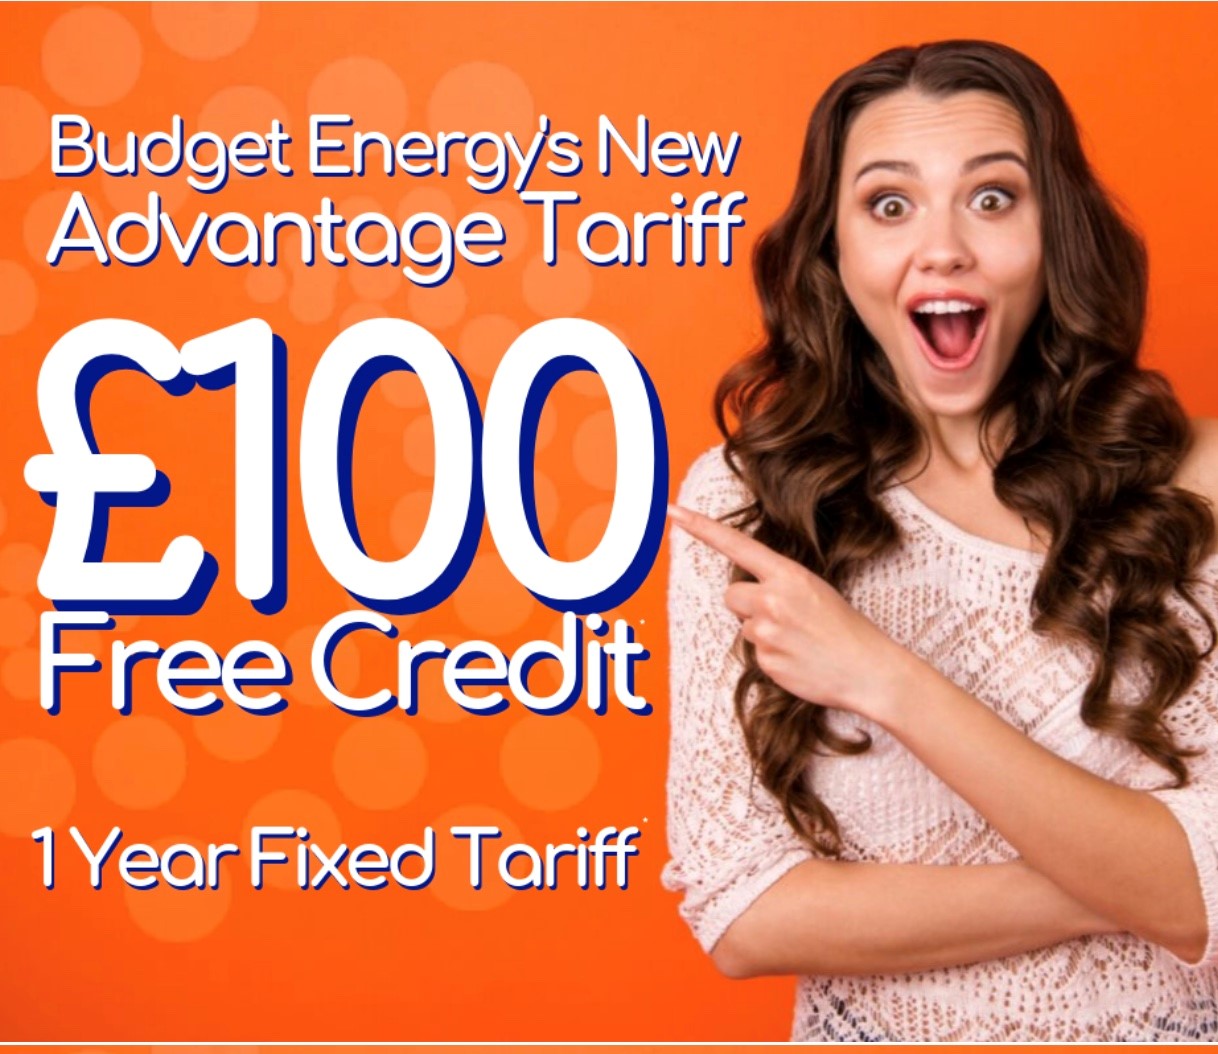 Budget Energy's New
Advantage Tariff
£100
Free Credit*
1 Year Fixed Tariff*